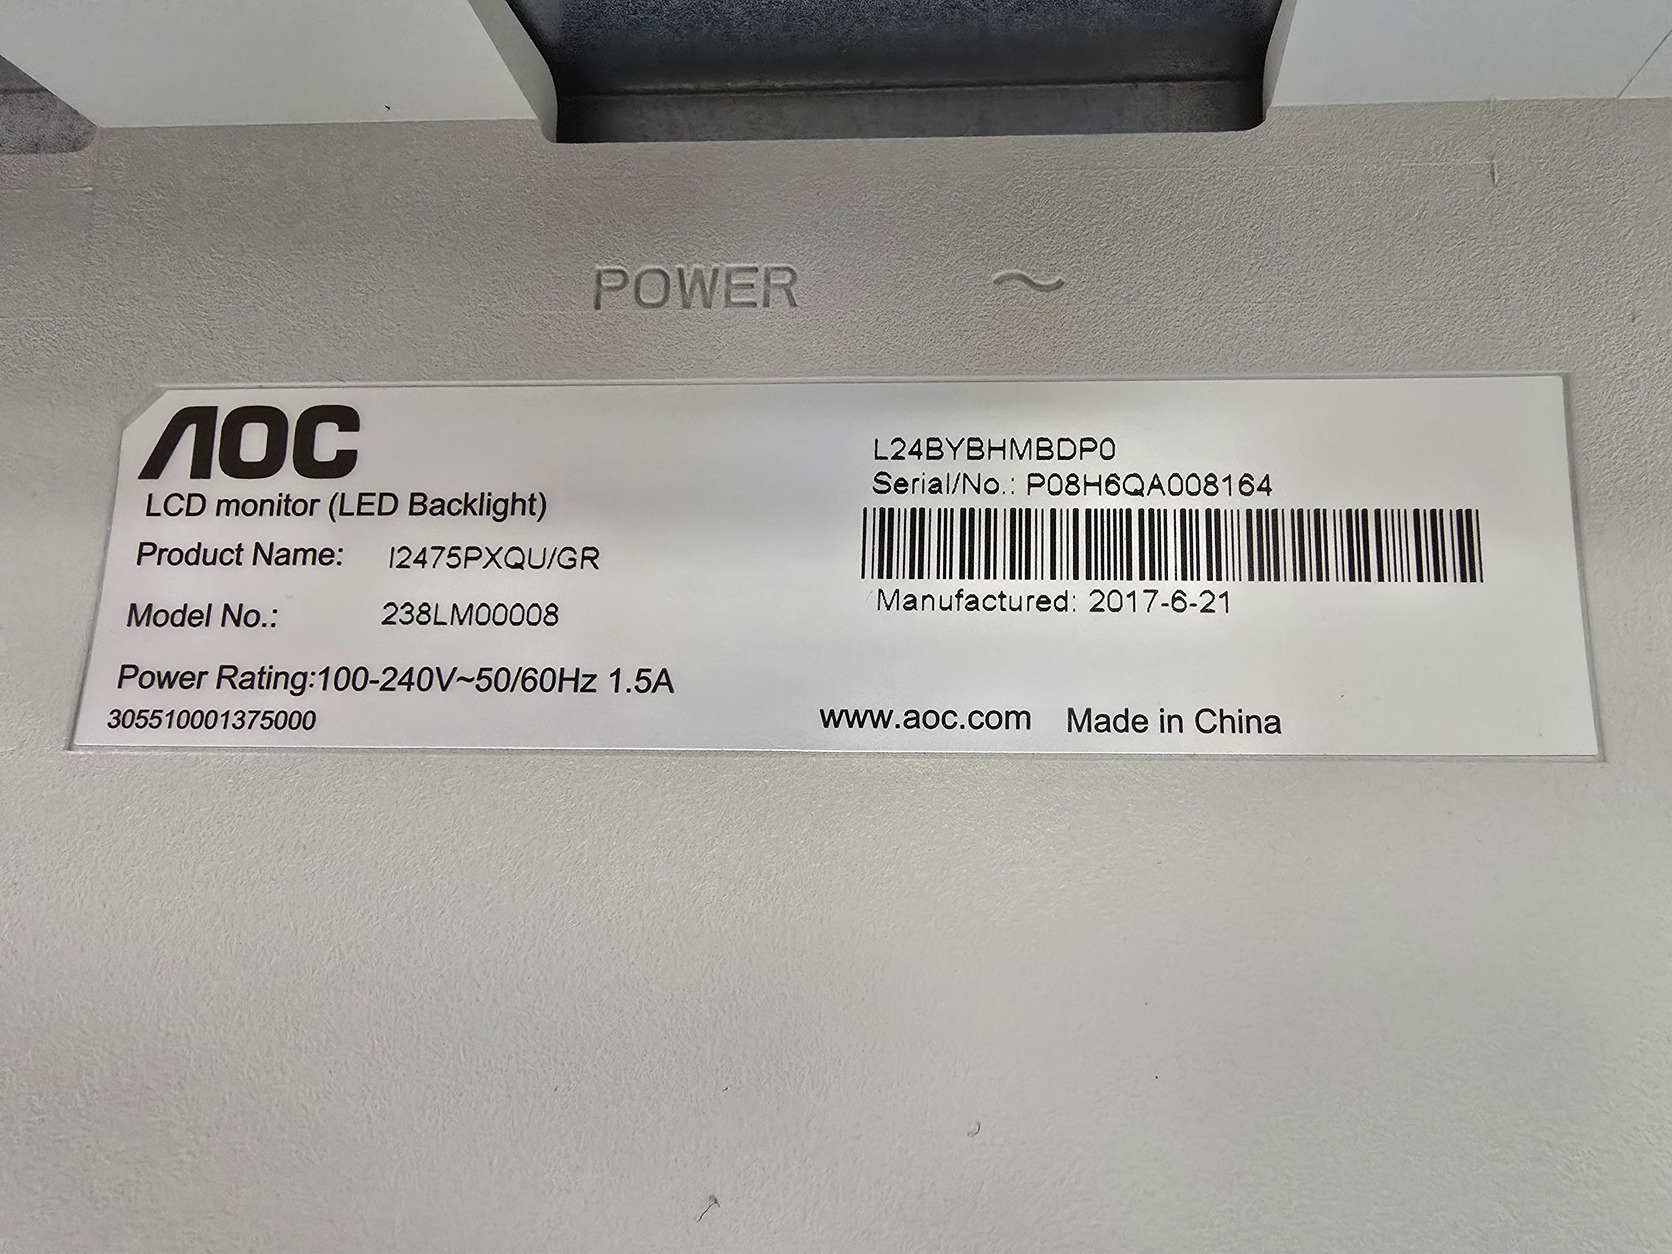 POWER ~
AOC
LCD monitor (LED Backlight)
Product Name: I2475PXQU/GR
Model No.: 238LM00008
Power Rating:100-240V~50/60Hz 1.5A
305510001375000
L24BYBHMBDP0
Serial/No.: P08H6QA008164
Manufactured: 2017-6-21
www.aoc.com Made in China